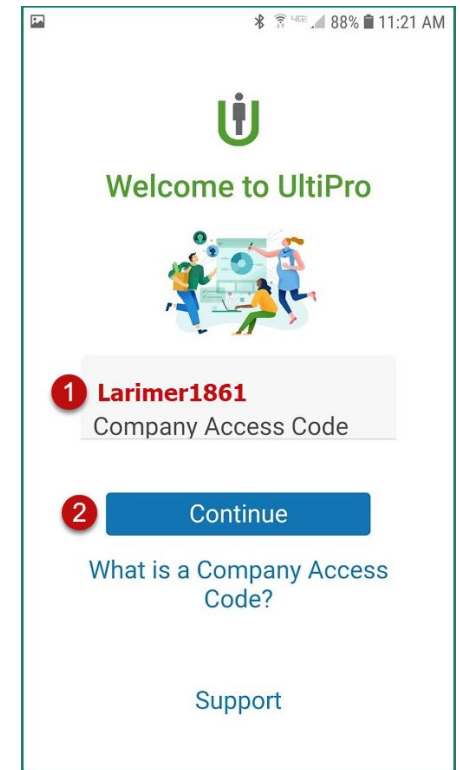 88% 11:21 AM
Welcome to UltiPro
1 Larimer1861
Company Access Code
2 Continue
What is a Company Access
Code?
Support